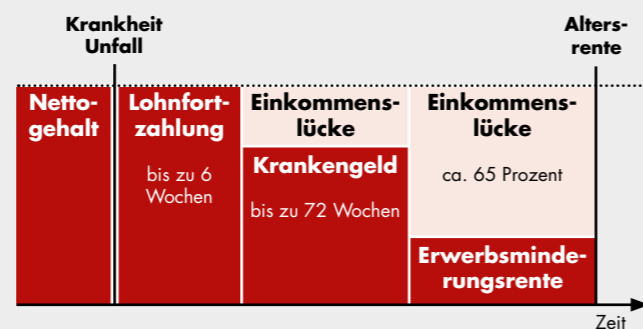 Krankheit
Unfall
Alters-
rente
Netto-
gehalt
Lohnfort-
zahlung
bis zu 6
Wochen
Einkommens-
lücke
Krankengeld
bis zu 72 Wochen
Einkommens-
lücke
ca. 65 Prozent
Erwerbsminde-
rungsrente
Zeit